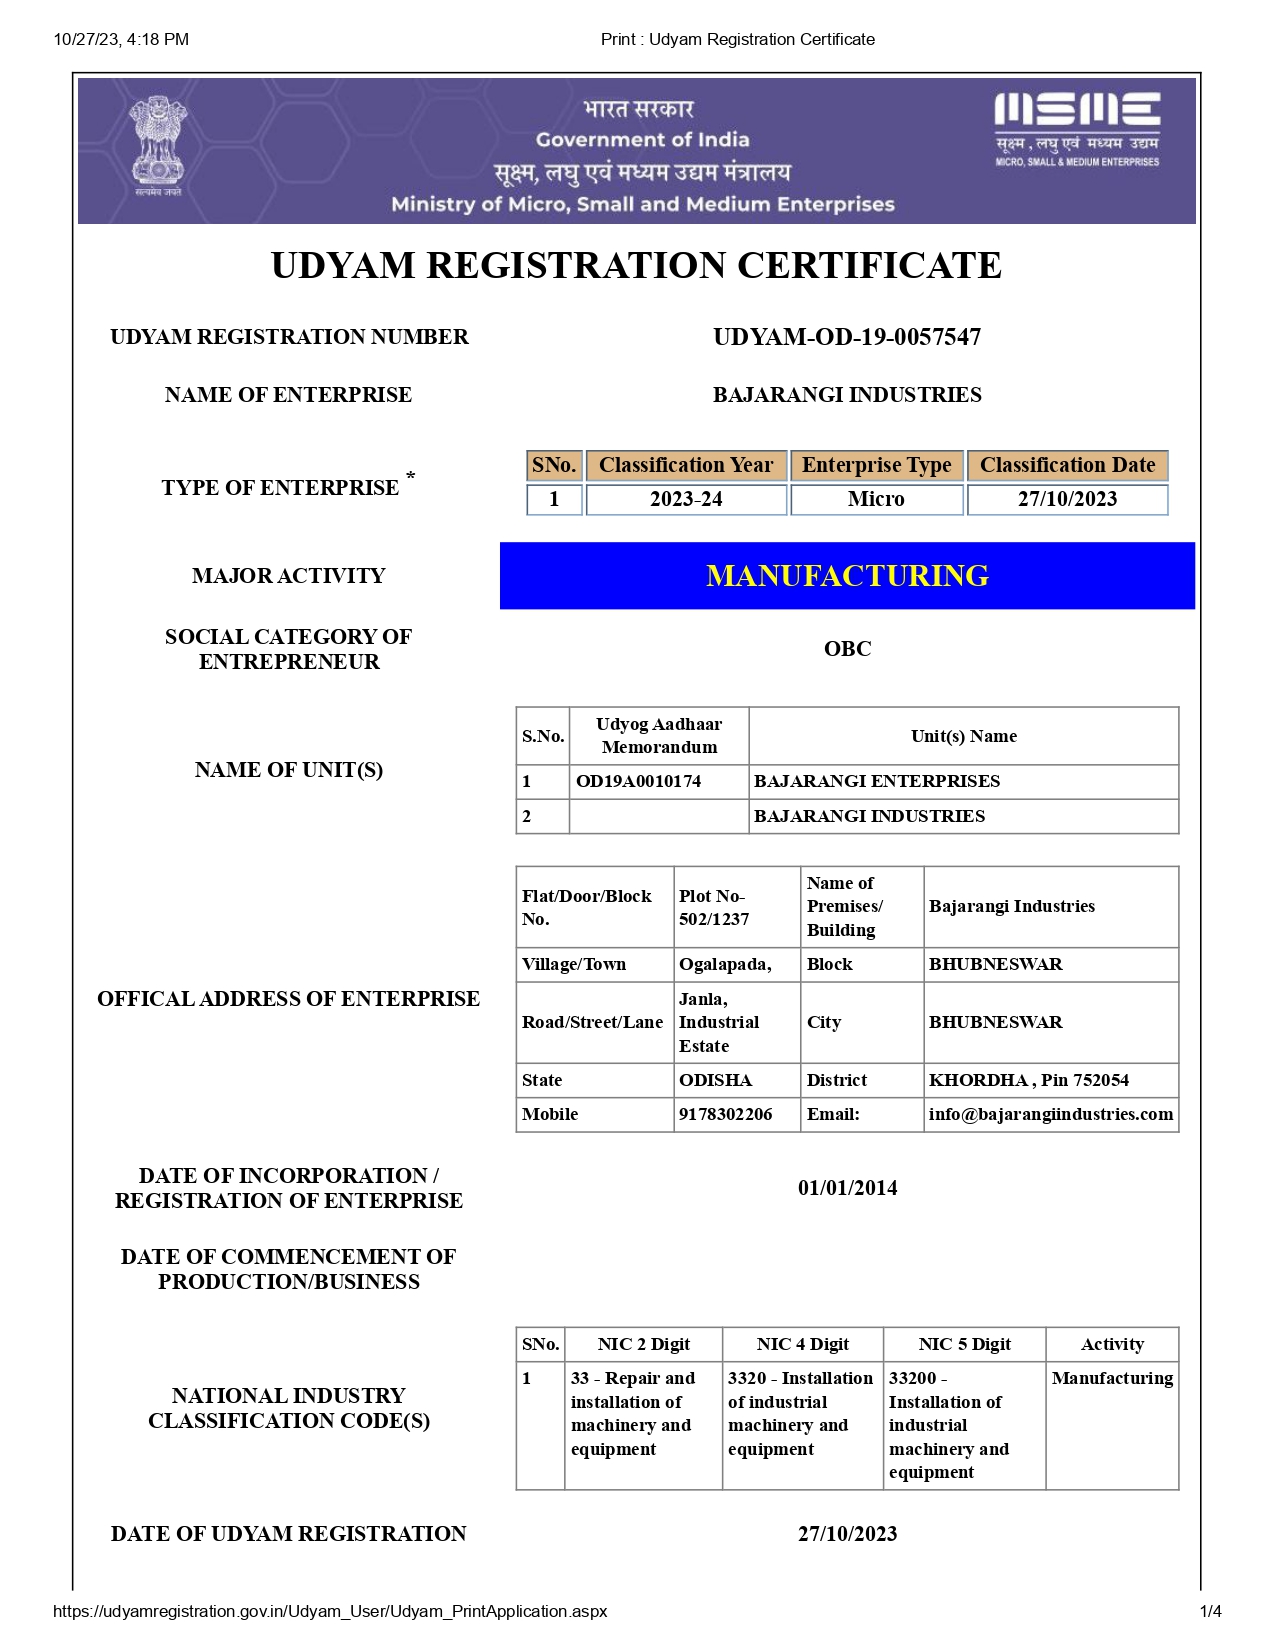 10/27/23, 4:18 PM
Print : Udyam Registration Certificate
सत्यमेव जयते
भारत सरकार
Government of India
सूक्ष्म, लघु एवं मध्यम उद्यम मंत्रालय
Ministry of Micro, Small and Medium Enterprises
MSME
सूक्ष्म , लघु एवं मध्यम उद्यम
MICRO, SMALL & MEDIUM ENTERPRISES
UDYAM REGISTRATION CERTIFICATE
UDYAM REGISTRATION NUMBER
UDYAM-OD-19-0057547
NAME OF ENTERPRISE
BAJARANGI INDUSTRIES
TYPE OF ENTERPRISE *
SNo. Classification Year Enterprise Type Classification Date
1 2023-24 Micro 27/10/2023
MAJOR ACTIVITY
MANUFACTURING
SOCIAL CATEGORY OF
ENTREPRENEUR
OBC
NAME OF UNIT(S)
S.No.
Udyog Aadhaar
Memorandum
Unit(s) Name
1 OD19A0010174 BAJARANGI ENTERPRISES
2 BAJARANGI INDUSTRIES
OFFICAL ADDRESS OF ENTERPRISE
Flat/Door/Block
No.
Plot No-
502/1237
Name of
Premises/
Building
Bajarangi Industries
Village/Town Ogalapada, Block BHUBNESWAR
Road/Street/Lane
Janla,
Industrial
Estate
City BHUBNESWAR
State ODISHA District KHORDHA , Pin 752054
Mobile 9178302206 Email: info@bajarangiindustries.com
DATE OF INCORPORATION /
REGISTRATION OF ENTERPRISE
01/01/2014
DATE OF COMMENCEMENT OF
PRODUCTION/BUSINESS
NATIONAL INDUSTRY
CLASSIFICATION CODE(S)
SNo. NIC 2 Digit NIC 4 Digit NIC 5 Digit Activity
1
33 - Repair and
installation of
machinery and
equipment
3320 - Installation
of industrial
machinery and
equipment
33200 -
Installation of
industrial
machinery and
equipment
Manufacturing
DATE OF UDYAM REGISTRATION
27/10/2023
https://udyamregistration.gov.in/Udyam_User/Udyam_PrintApplication.aspx
1/4